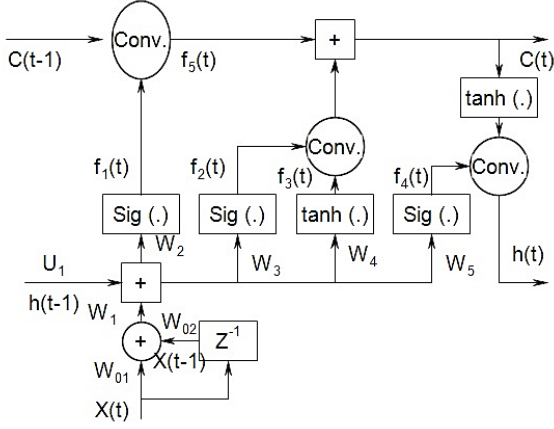 Conv.
+
C(t-1)
f5(t)
C(t)
tanh (.)
Conv.
Conv.
f1(t)
f2(t)
f3(t)
f4(t)
Sig (.)
Sig (.)
tanh (.)
Sig (.)
W2
h(t)
U1
W3
W4
W5
+
h(t-1)
W1
W02
+
Z-1
X(t-1)
W01
X(t)